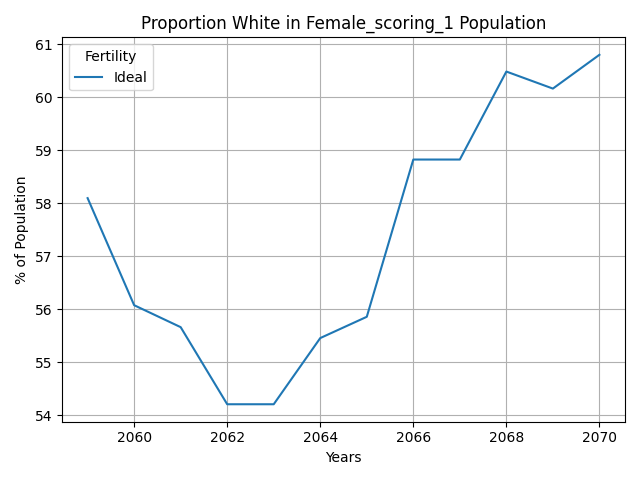 Proportion White in Female_scoring_1 Population
Fertility
Ideal
% of Population
61
60
59
58
57
56
55
54
2060 2062 2064 2066 2068 2070
Years